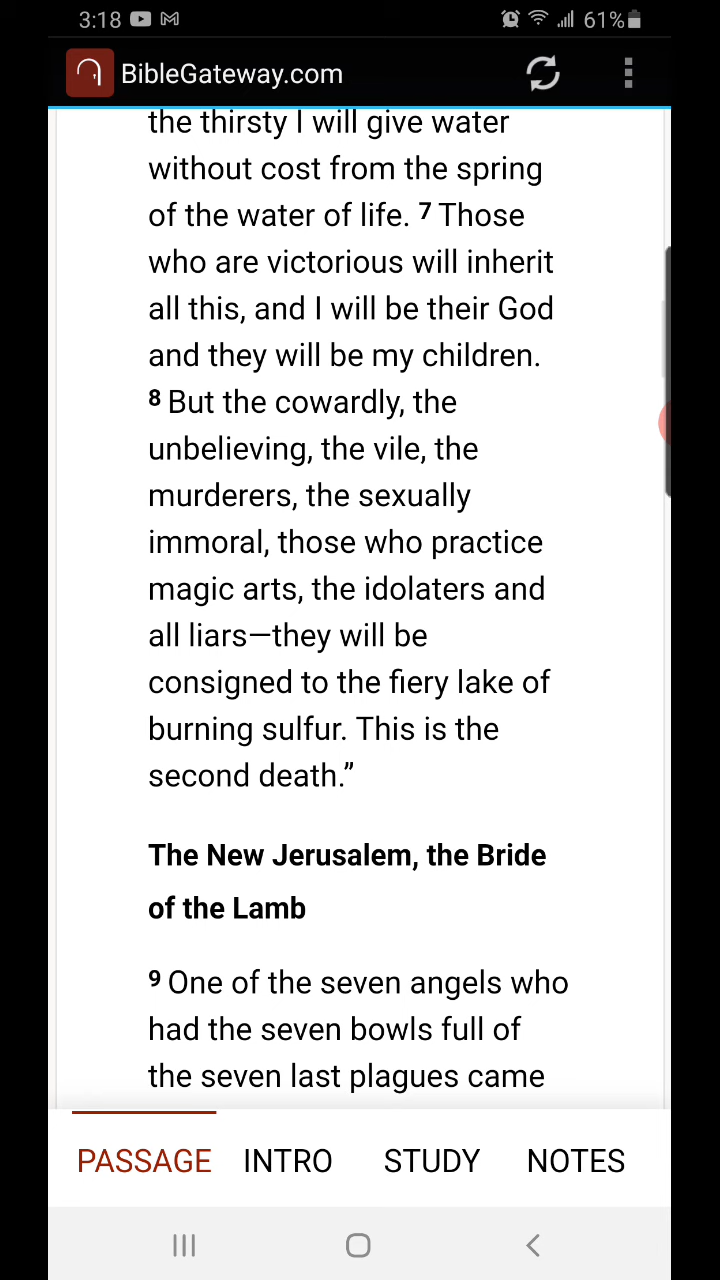 3:18 61%
BibleGateway.com
the thirsty I will give water
without cost from the spring
of the water of life. 7 Those
who are victorious will inherit
all this, and I will be their God
and they will be my children.
8 But the cowardly, the
unbelieving, the vile, the
murderers, the sexually
immoral, those who practice
magic arts, the idolaters and
all liars—they will be
consigned to the fiery lake of
burning sulfur. This is the
second death.”
The New Jerusalem, the Bride
of the Lamb
9 One of the seven angels who
had the seven bowls full of
the seven last plagues came
PASSAGE INTRO STUDY NOTES